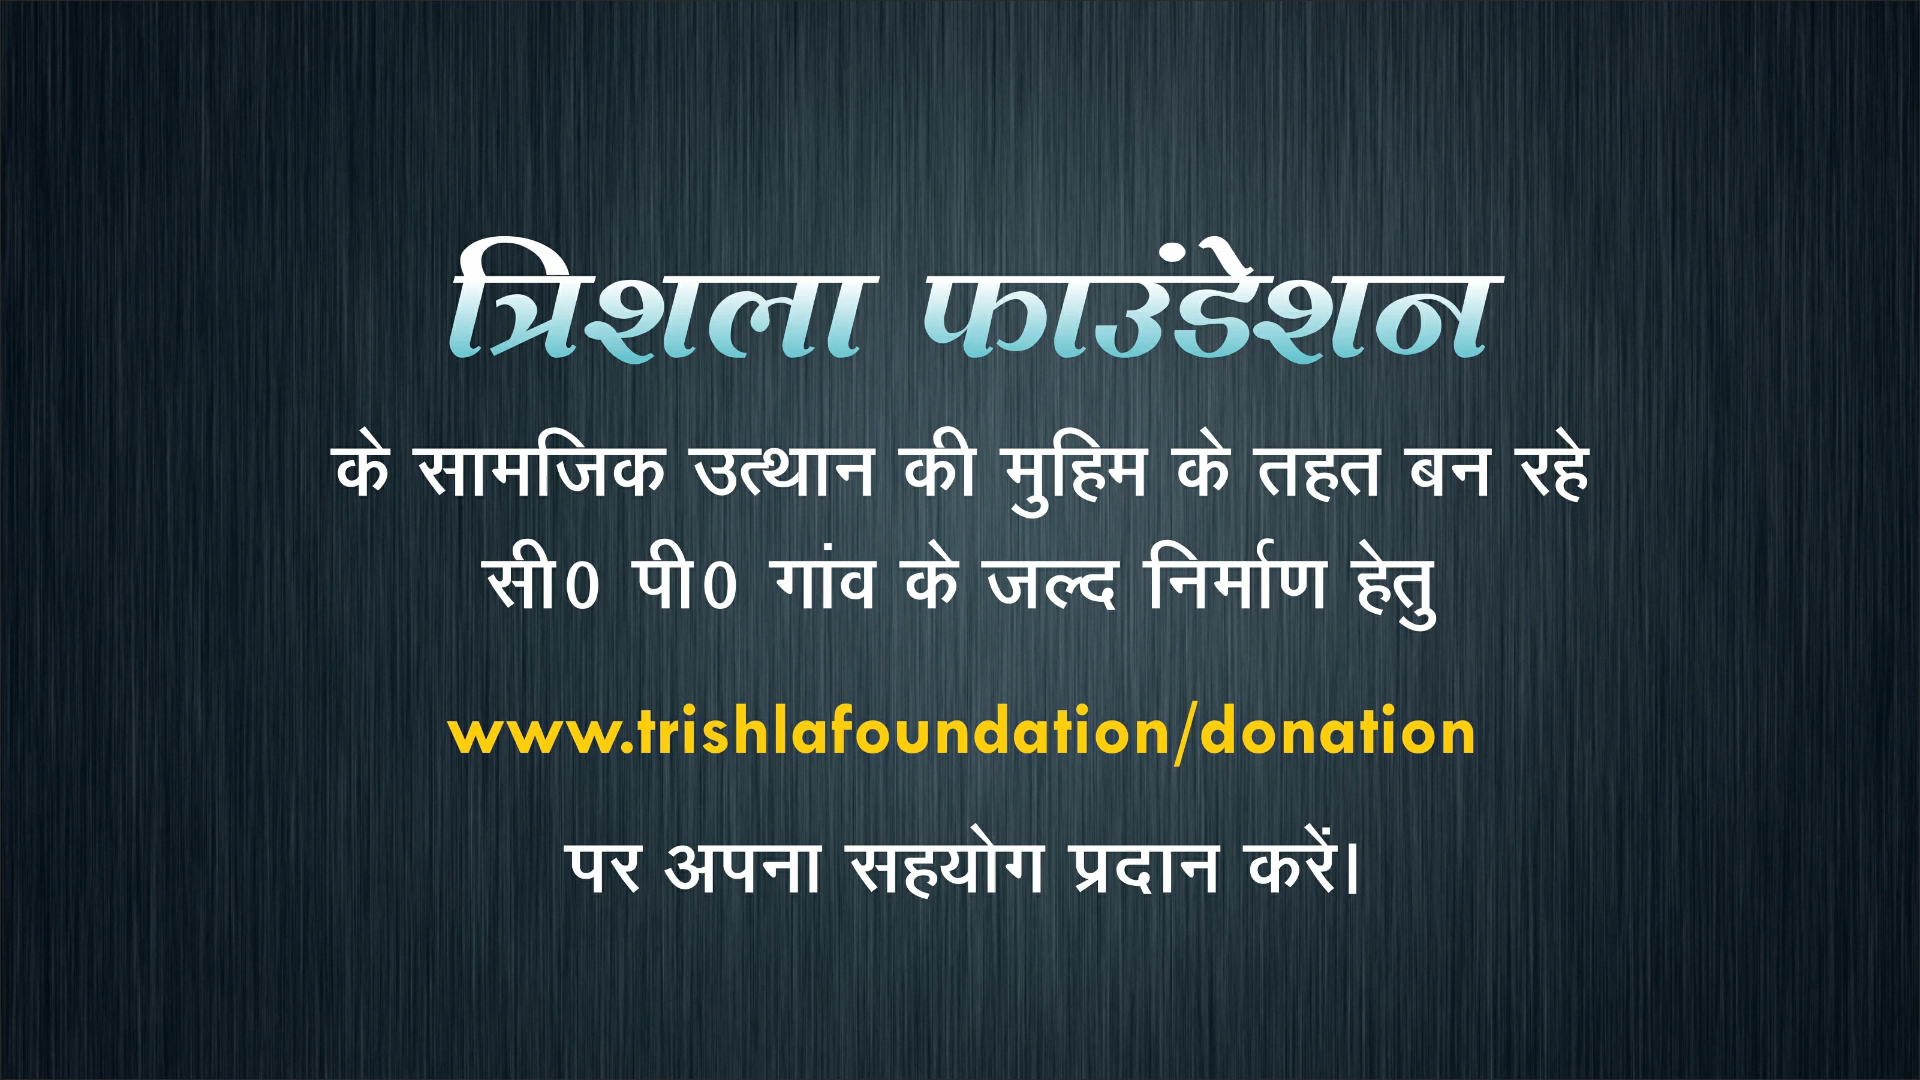 त्रिशला फाउंडेशन
के सामजिक उत्थान की मुहिम के तहत बन रहे
सी0 पी0 गांव के जल्द निर्माण हेतु
www.trishlafoundation/donation
पर अपना सहयोग प्रदान करें।